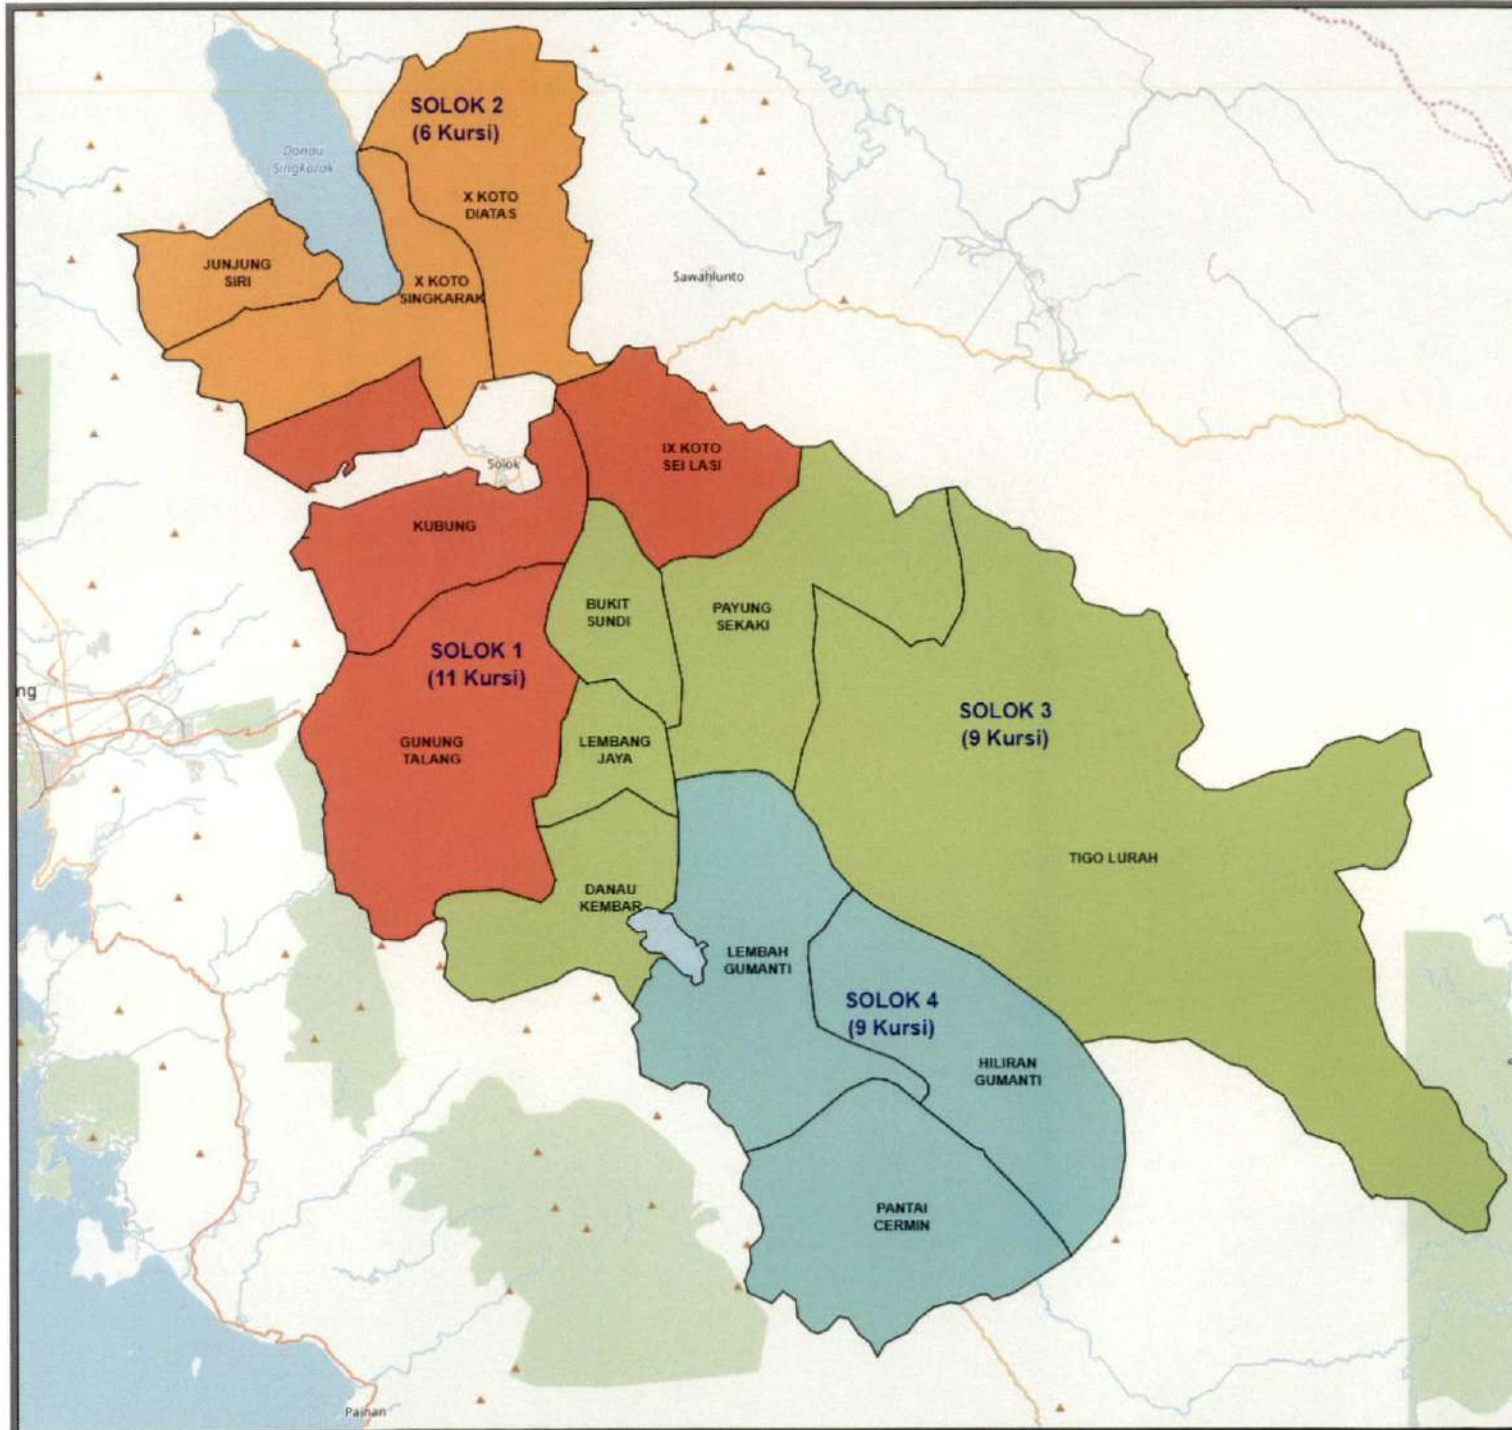 SOLOK 2
(6 Kursi)
Danau
Singkarak
X KOTO
DIATAS
JUNJUNG
SIRI
X KOTO
SINGKARAK
Sawahlunto
IX KOTO
SEI LASI
Solok
KUBUNG
BUKIT
SUNDI
PAYUNG
SEKAKI
SOLOK 1
(11 Kursi)
ng
SOLOK 3
(9 Kursi)
GUNUNG
TALANG
LEMBANG
JAYA
TIGO LURAH
DANAU
KEMBAR
LEMBAH
GUMANTI
SOLOK 4
(9 Kursi)
HILIRAN
GUMANTI
PANTAI
CERMIN
Painan